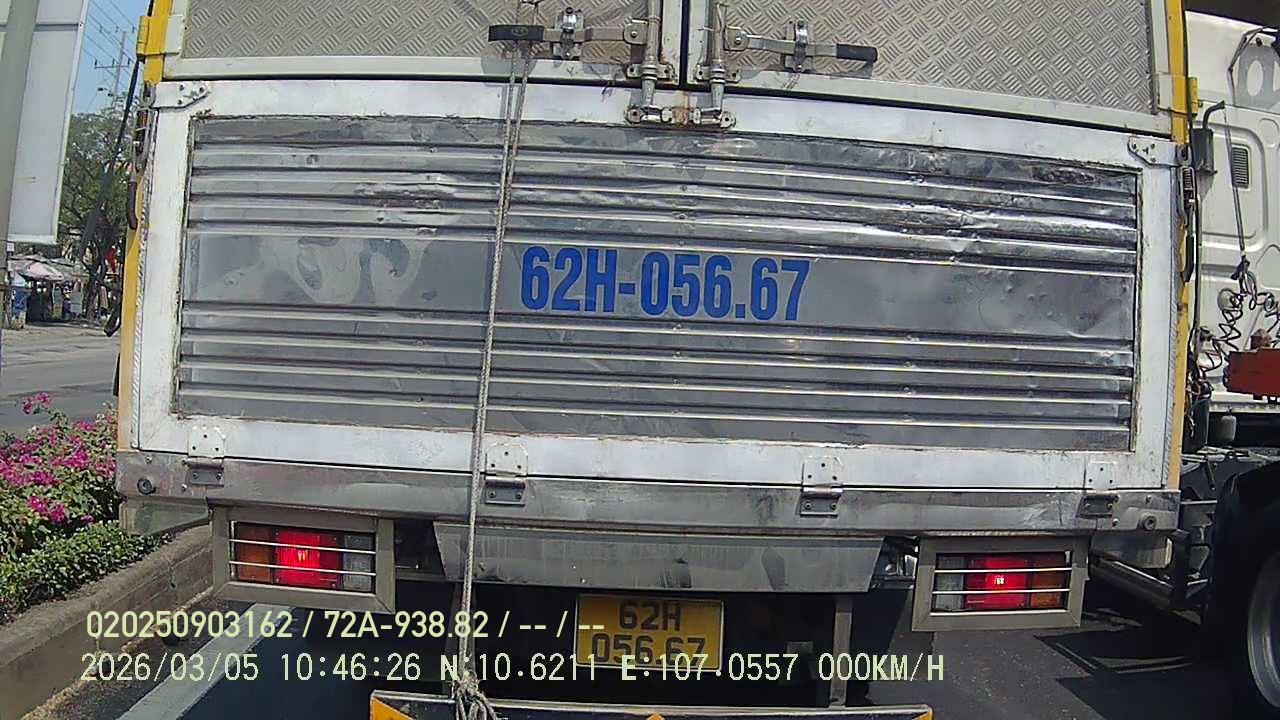 62H-056.67
62H
056.67
020250903162 / 72A-938.82 / -- / --
2026/03/05 10:46:26 N:10.6211 E:107.0557 000KM/H